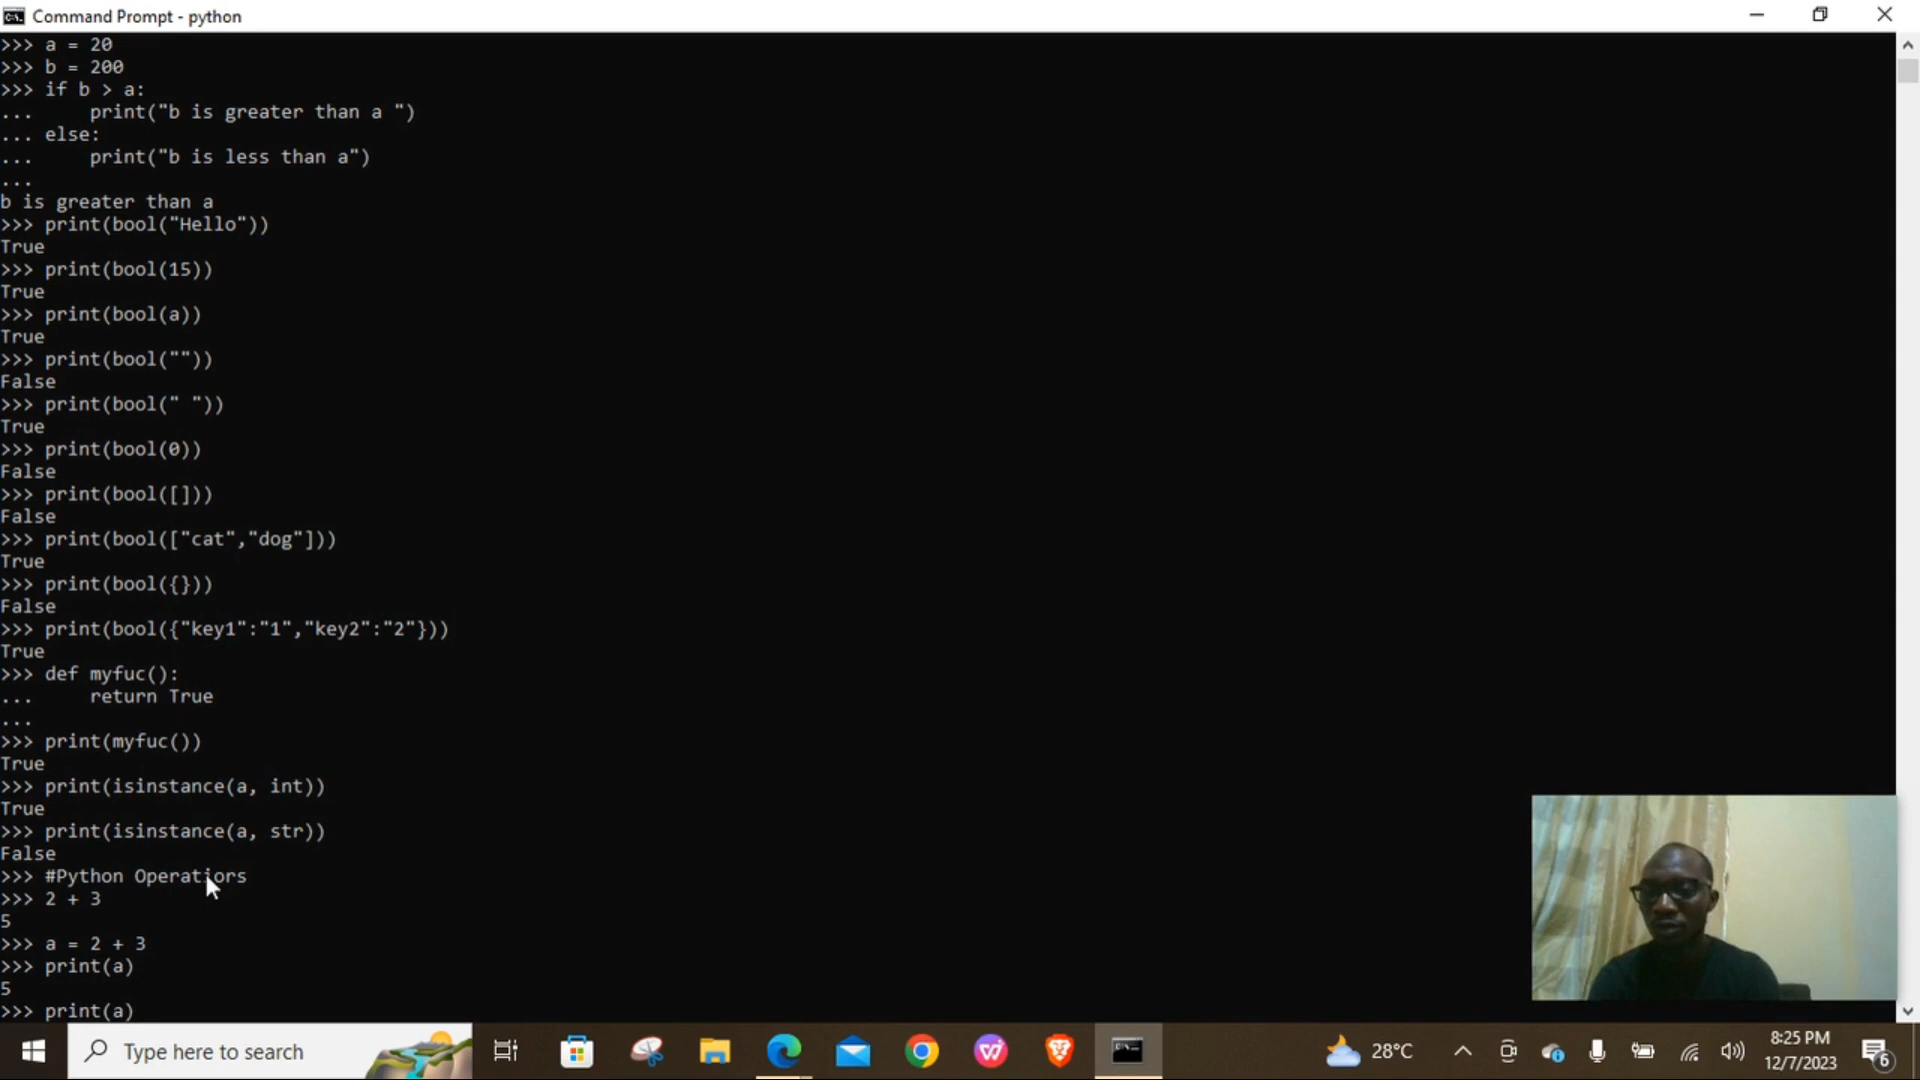 Command Prompt - python
>>> a = 20
>>> b = 200
>>> if b > a:
...     print("b is greater than a ")
... else:
...     print("b is less than a")
...
b is greater than a
>>> print(bool("Hello"))
True
>>> print(bool(15))
True
>>> print(bool(a))
True
>>> print(bool(""))
False
>>> print(bool(" "))
True
>>> print(bool(0))
False
>>> print(bool([]))
False
>>> print(bool(["cat","dog"]))
True
>>> print(bool({}))
False
>>> print(bool({"key1":"1","key2":"2"}))
True
>>> def myfuc():
...     return True
...
>>> print(myfuc())
True
>>> print(isinstance(a, int))
True
>>> print(isinstance(a, str))
False
>>> #Python Operatiors
>>> 2 + 3
5
>>> a = 2 + 3
>>> print(a)
5
>>> print(a)
Type here to search
28°C
8:25 PM
12/7/2023
6